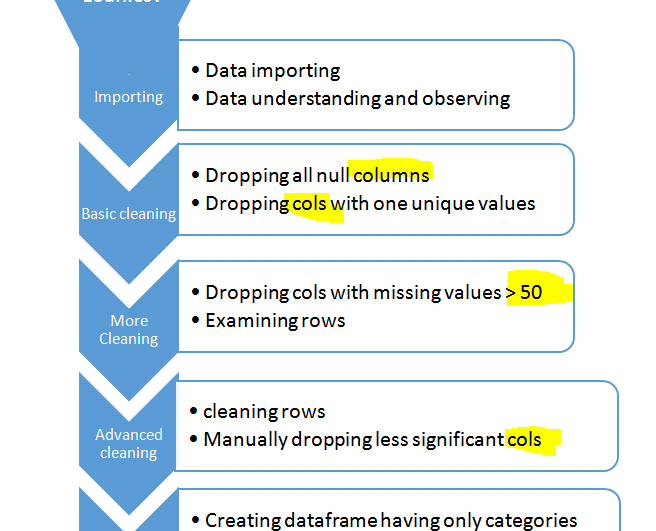 Importing
• Data importing
• Data understanding and observing
Basic cleaning
• Dropping all null columns
• Dropping cols with one unique values
More
Cleaning
• Dropping cols with missing values > 50
• Examining rows
Advanced
cleaning
• cleaning rows
• Manually dropping less significant cols
• Creating dataframe having only categories